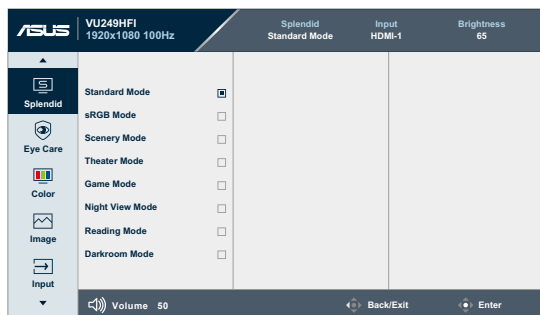 ASUS
VU249HFI
1920x1080 100Hz
Splendid
Standard Mode
Input
HDMI-1
Brightness
65
S
Splendid
Eye Care
Color
Image
Input
Standard Mode
sRGB Mode
Scenery Mode
Theater Mode
Game Mode
Night View Mode
Reading Mode
Darkroom Mode
Volume 50
Back/Exit
Enter